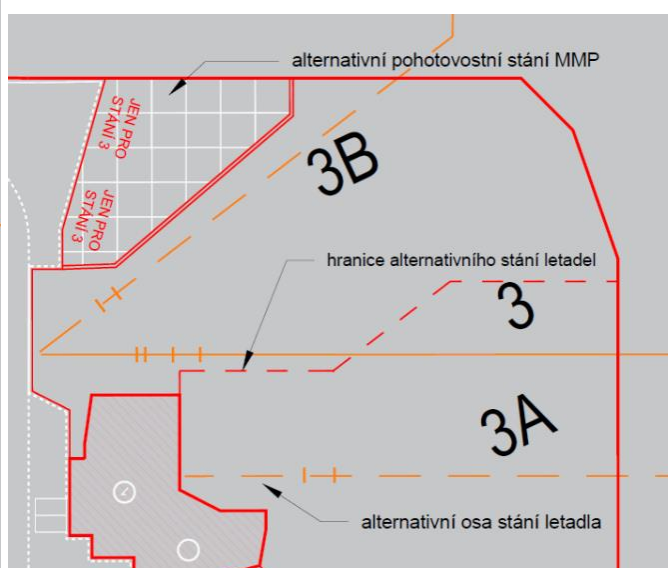 alternativní pohotovostní stání MMP
JEN PRO
STÁNÍ 3
3B
JEN PRO
STÁNÍ 3
hranice alternativního stání letadel
3
3A
alternativní osa stání letadla